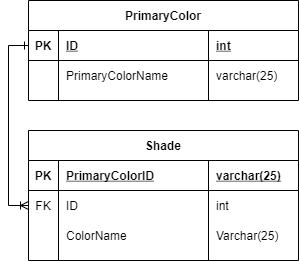 PrimaryColor
PK ID int
PrimaryColorName varchar(25)
Shade
PK PrimaryColorID varchar(25)
FK ID int
ColorName Varchar(25)